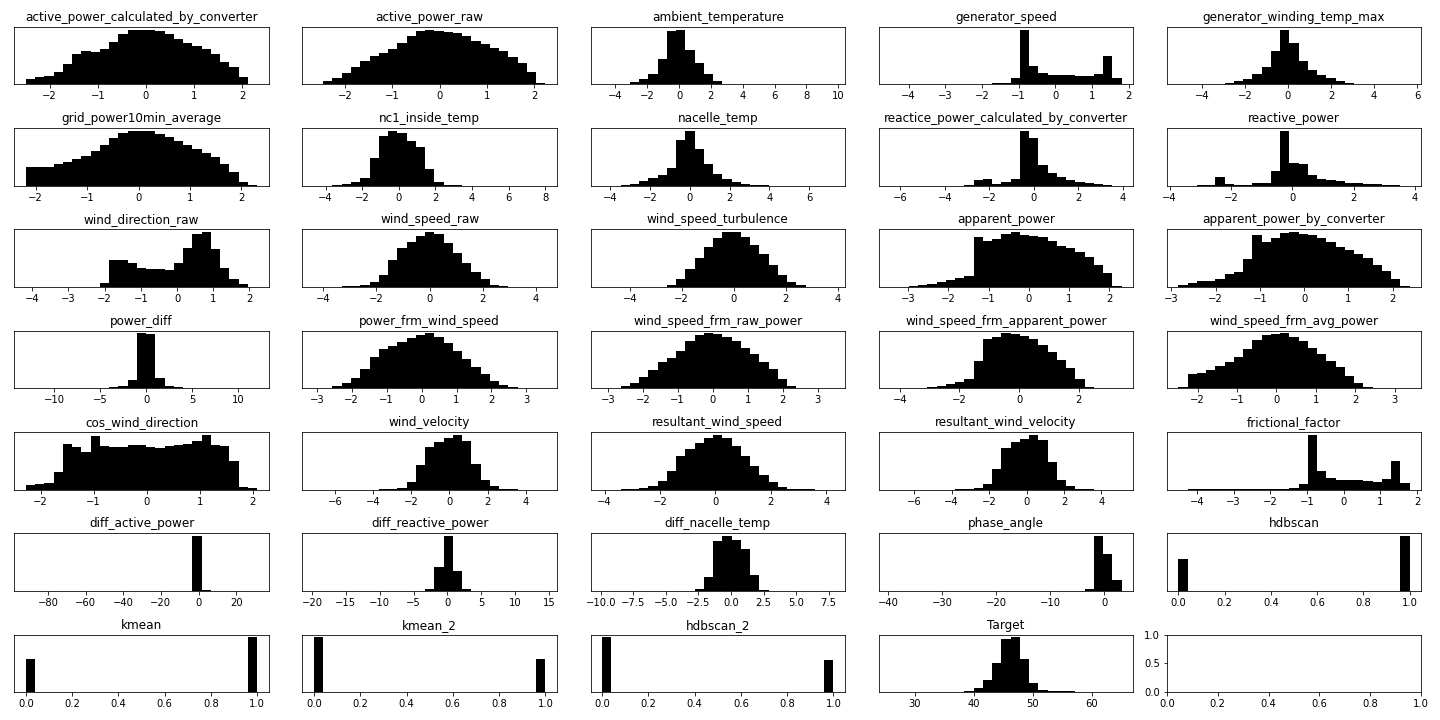 active_power_calculated_by_converter active_power_raw ambient_temperature generator_speed generator_winding_temp_max
−2 −1 0 1 2 −2 −1 0 1 2 −4 −2 0 2 4 6 8 10 −4 −3 −2 −1 0 1 2 −4 −2 0 2 4 6
grid_power10min_average nc1_inside_temp nacelle_temp reactice_power_calculated_by_converter reactive_power
−2 −1 0 1 2 −4 −2 0 2 4 6 8 −4 −2 0 2 4 6 −6 −4 −2 0 2 4 −4 −2 0 2 4
wind_direction_raw wind_speed_raw wind_speed_turbulence apparent_power apparent_power_by_converter
−4 −3 −2 −1 0 1 2 −4 −2 0 2 4 −4 −2 0 2 4 −3 −2 −1 0 1 2 −3 −2 −1 0 1 2
power_diff power_frm_wind_speed wind_speed_frm_raw_power wind_speed_frm_apparent_power wind_speed_frm_avg_power
−10 −5 0 5 10 −3 −2 −1 0 1 2 3 −3 −2 −1 0 1 2 3 −4 −2 0 2 −2 −1 0 1 2 3
cos_wind_direction wind_velocity resultant_wind_speed resultant_wind_velocity frictional_factor
−2 −1 0 1 2 −6 −4 −2 0 2 4 −4 −2 0 2 4 −6 −4 −2 0 2 4 −4 −3 −2 −1 0 1 2
diff_active_power diff_reactive_power diff_nacelle_temp phase_angle hdbscan
−80 −60 −40 −20 0 20 −20 −15 −10 −5 0 5 10 15 −10.0 −7.5 −5.0 −2.5 0.0 2.5 5.0 7.5 −40 −30 −20 −10 0 0.0 0.2 0.4 0.6 0.8 1.0
kmean kmean_2 hdbscan_2 Target
1.0
0.5
0.0
0.0 0.2 0.4 0.6 0.8 1.0 0.0 0.2 0.4 0.6 0.8 1.0 0.0 0.2 0.4 0.6 0.8 1.0 30 40 50 60 0.0 0.2 0.4 0.6 0.8 1.0